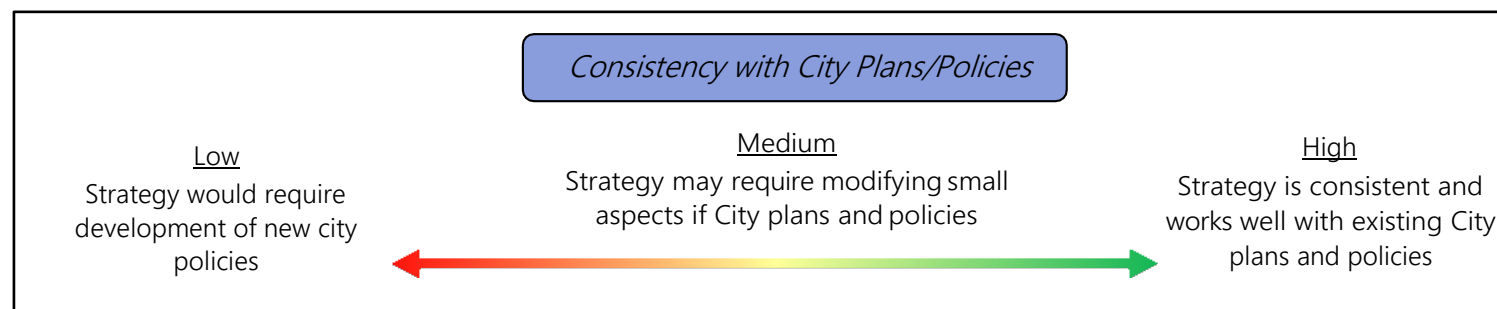 Consistency with City Plans/Policies
Low
Strategy would require
development of new city
policies
Medium
Strategy may require modifying small
aspects if City plans and policies
High
Strategy is consistent and
works well with existing City
plans and policies